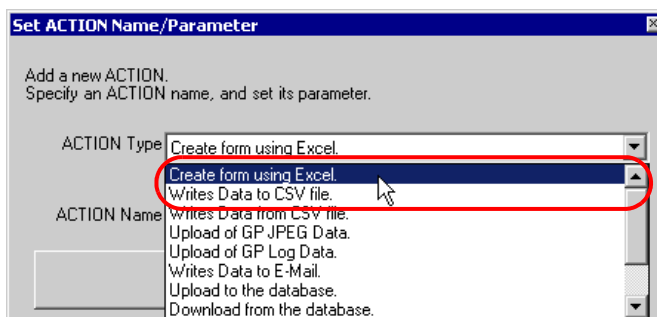 Set ACTION Name/Parameter
Add a new ACTION.
Specify an ACTION name, and set its parameter.
ACTION Type Create form using Excel.
Create form using Excel.
Writes Data to CSV file.
ACTION Name Writes Data from CSV file.
Upload of GP JPEG Data.
Upload of GP Log Data.
Writes Data to E-Mail.
Upload to the database.
Download from the database.